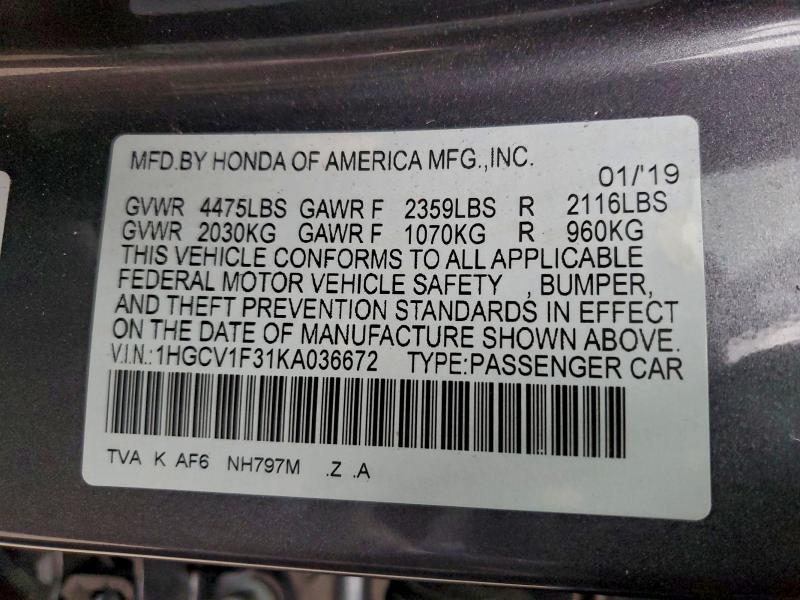 MFD.BY HONDA OF AMERICA MFG.,INC.
01/'19
GVWR 4475LBS GAWR F 2359LBS R 2116LBS
GVWR 2030KG GAWR F 1070KG R 960KG
THIS VEHICLE CONFORMS TO ALL APPLICABLE
FEDERAL MOTOR VEHICLE SAFETY , BUMPER,
AND THEFT PREVENTION STANDARDS IN EFFECT
ON THE DATE OF MANUFACTURE SHOWN ABOVE.
V.I.N.:1HGCV1F31KA036672 TYPE:PASSENGER CAR
TVA K AF6 NH797M .Z .A